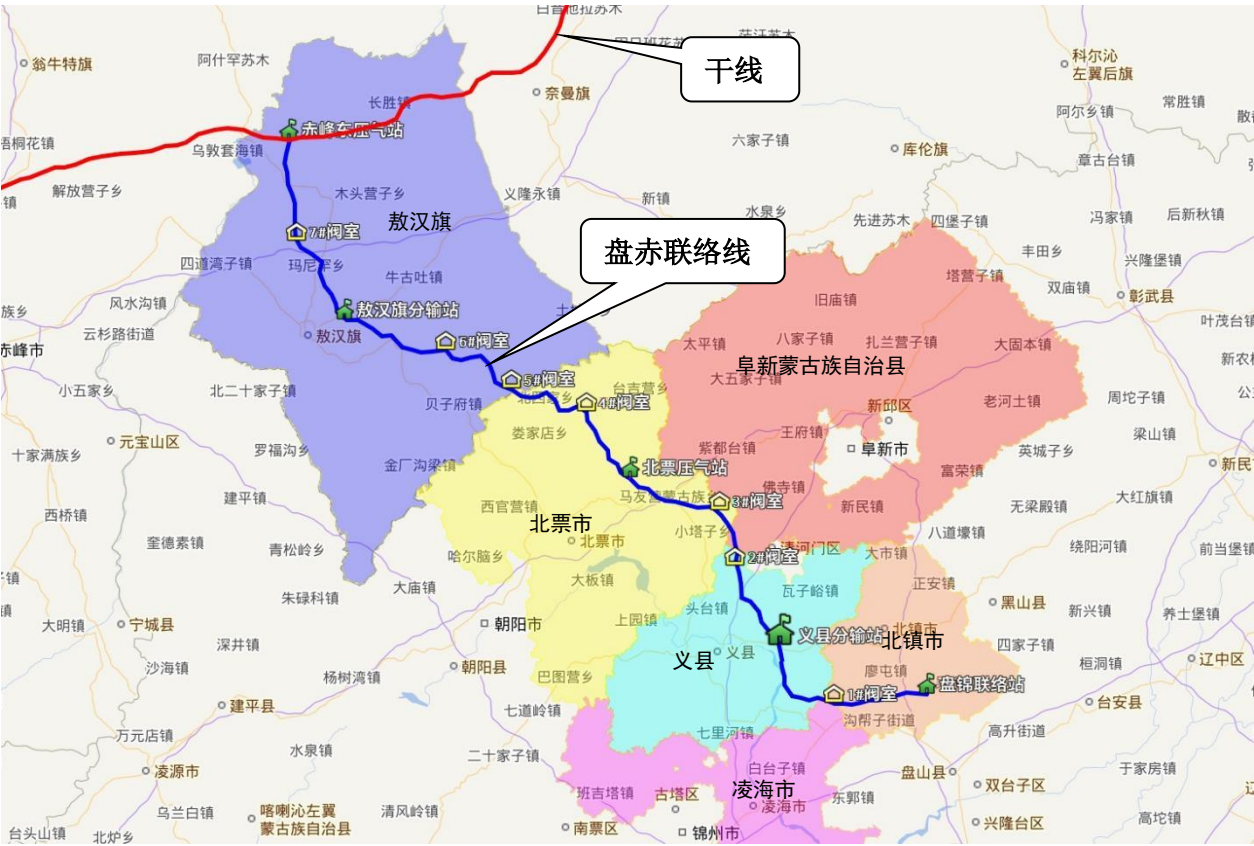 白音他拉苏木
干线
翁牛特旗
阿什罕苏木
科尔沁
左翼后旗
长胜镇
奈曼旗
阿尔乡镇
常胜镇
赤峰东压气站
梧桐花镇
乌敦套海镇
六家子镇
库伦旗
章古台镇
解放营子乡
木头营子乡
义隆永镇
新镇
水泉乡
先进苏木
四堡子镇
冯家镇
后新秋镇
敖汉旗
7#阀室
盘赤联络线
丰田乡
四道湾子镇
玛尼罕乡
牛古吐镇
塔营子镇
兴隆堡镇
双庙镇
彰武县
风水沟镇
敖汉旗分输站
旧庙镇
云杉路街道
敖汉旗
6#阀室
太平镇
八家子镇
扎兰营子镇
大固本镇
叶茂台镇
赤峰市
阜新蒙古族自治县
小五家乡
北二十家子镇
5#阀室
大五家子镇
台吉营乡
北四家乡
4#阀室
贝子府镇
新邱区
老河土镇
周坨子镇
娄家店乡
王府镇
梁山镇
元宝山区
罗福沟乡
十家满族乡
金厂沟梁镇
北票压气站
紫都台镇
阜新市
英城子乡
富荣镇
建平镇
西官营镇
马友营蒙古族乡
佛寺镇
3#阀室
新民镇
大红旗镇
无梁殿镇
西桥镇
北票市
小塔子乡
八道壕镇
奎德素镇
青松岭乡
哈尔脑乡
北票市
2#阀室
清河门区
大市镇
绕阳河镇
前当堡镇
大庙镇
大板镇
瓦子峪镇
正安镇
朱碌科镇
头台镇
黑山县
新兴镇
养士堡镇
大明镇
宁城县
朝阳市
上园镇
义县分输站
北镇市
北镇市
四家子镇
深井镇
义县
义县
沙海镇
朝阳县
廖屯镇
桓洞镇
辽中区
杨树湾镇
巴图营乡
盘锦联络站
1#阀室
建平县
七道岭镇
台安县
沟帮子街道
万元店镇
七里河镇
高升街道
水泉镇
二十家子镇
凌源市
白台子镇
盘山县
于家房镇
双台子区
凌海市
乌兰白镇
喀喇沁左翼
蒙古族自治县
清风岭镇
班吉塔镇
古塔区
凌海市
东郭镇
兴隆台区
高坨镇
台头山镇
北炉乡
南票区
锦州市